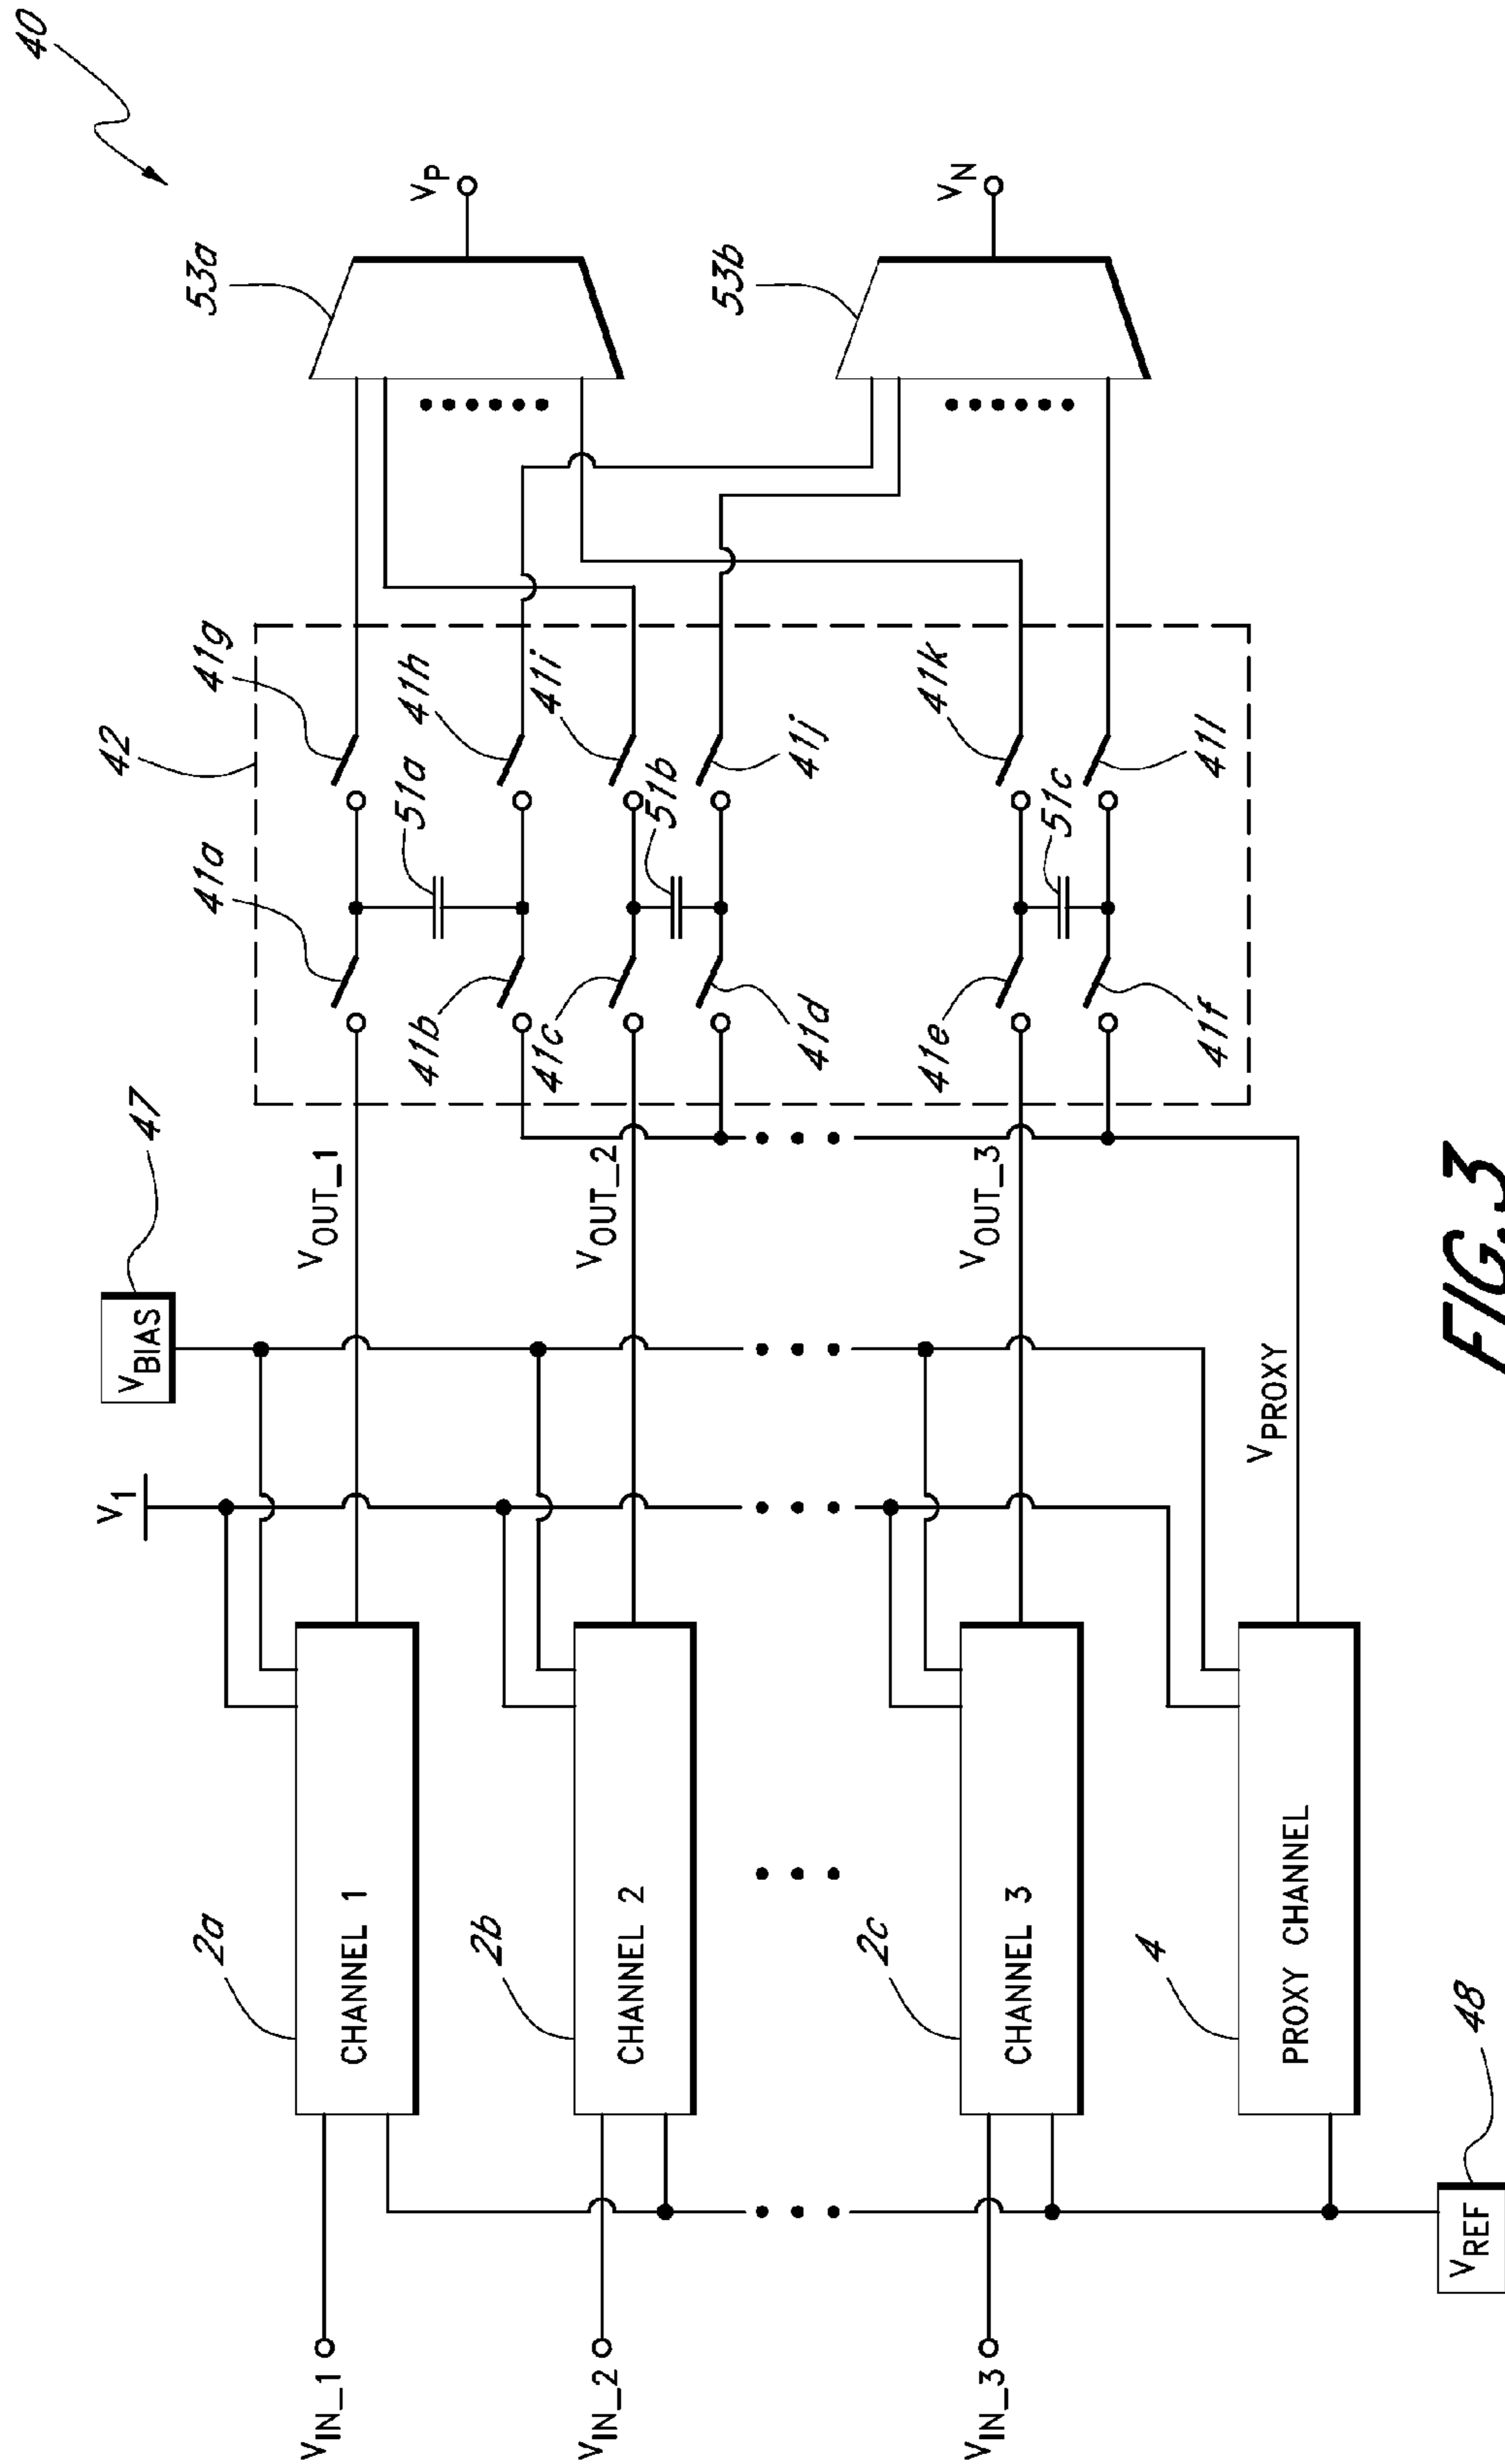 40
53a
V_P
53b
V_N
42
41g
41a
51a
41h
41i
41b
41c
51b
41j
41d
41k
51c
41l
41e
41f
47
V_BIAS
V_1
V_OUT_1
V_OUT_2
V_OUT_3
V_PROXY
2a
CHANNEL 1
2b
CHANNEL 2
2c
CHANNEL 3
4
PROXY CHANNEL
48
V_REF
V_IN_1
V_IN_2
V_IN_3
FIG.3